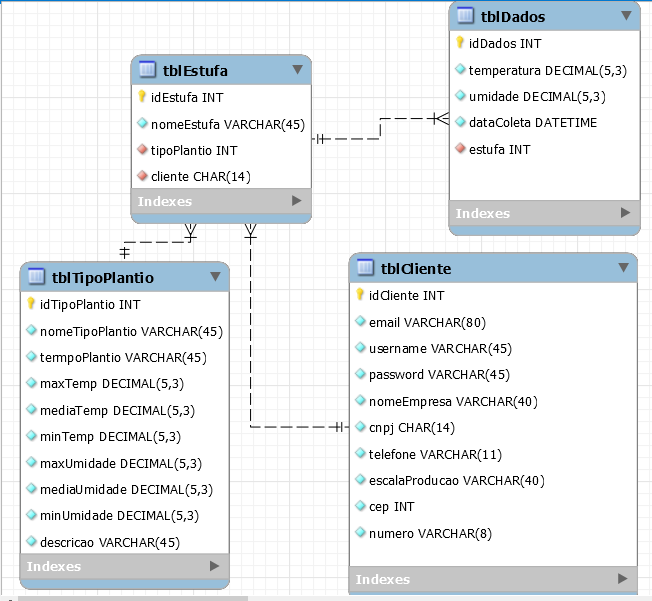 tblDados
idDados INT
temperatura DECIMAL(5,3)
umidade DECIMAL(5,3)
dataColeta DATETIME
estufa INT
Indexes
tblEstufa
idEstufa INT
nomeEstufa VARCHAR(45)
tipoPlantio INT
cliente CHAR(14)
Indexes
tblTipoPlantio
idTipoPlantio INT
nomeTipoPlantio VARCHAR(45)
termpoPlantio VARCHAR(45)
maxTemp DECIMAL(5,3)
mediaTemp DECIMAL(5,3)
minTemp DECIMAL(5,3)
maxUmidade DECIMAL(5,3)
mediaUmidade DECIMAL(5,3)
minUmidade DECIMAL(5,3)
descricao VARCHAR(45)
Indexes
tblCliente
idCliente INT
email VARCHAR(80)
username VARCHAR(45)
password VARCHAR(45)
nomeEmpresa VARCHAR(40)
cnpj CHAR(14)
telefone VARCHAR(11)
escalaProducao VARCHAR(40)
cep INT
numero VARCHAR(8)
Indexes